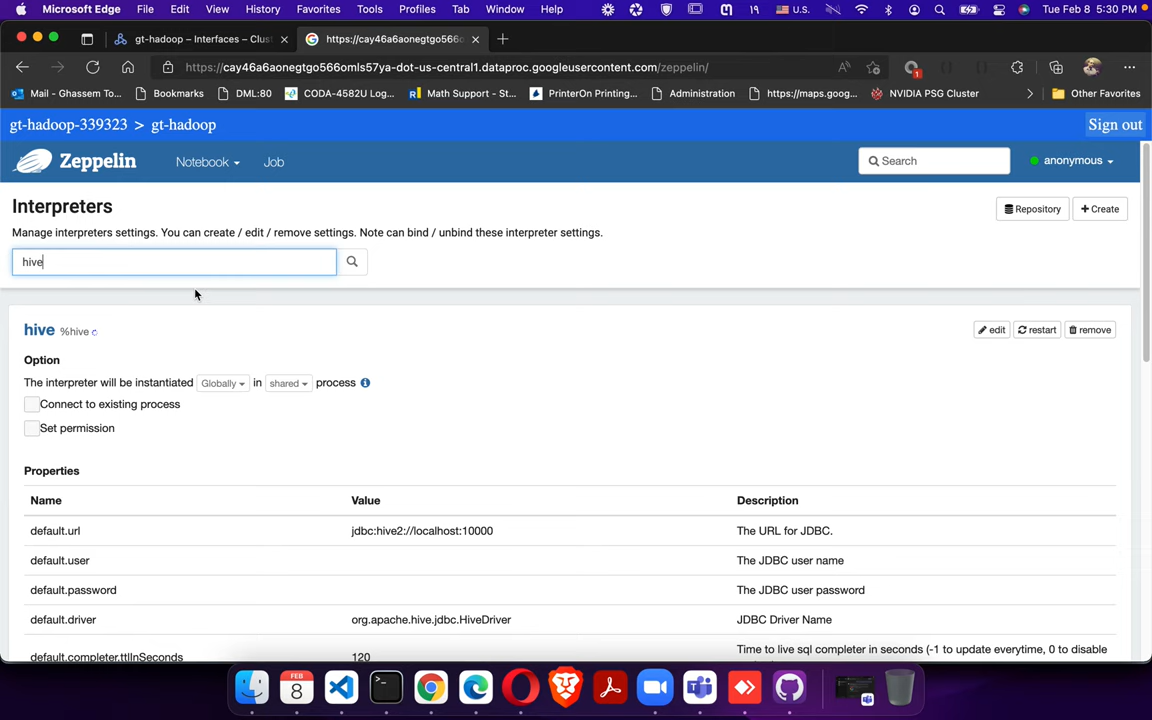 Microsoft Edge File Edit View History Favorites Tools Profiles Tab Window Help U.S. Tue Feb 8 5:30 PM
gt-hadoop – Interfaces – Clus
https://cay46a6aonegtgo566o
https://cay46a6aonegtgo566omls57ya-dot-us-central1.dataproc.googleusercontent.com/zeppelin/
1
Mail - Ghassem To... Bookmarks DML:80 CODA-4582U Log... Math Support - St... PrinterOn Printing... Administration https://maps.goog... NVIDIA PSG Cluster Other Favorites
gt-hadoop-339323 > gt-hadoop Sign out
Zeppelin Notebook Job Search anonymous
Interpreters Repository + Create
Manage interpreters settings. You can create / edit / remove settings. Note can bind / unbind these interpreter settings.
hive
hive %hive edit restart remove
Option
The interpreter will be instantiated Globally in shared process
Connect to existing process
Set permission
Properties
Name Value Description
default.url jdbc:hive2://localhost:10000 The URL for JDBC.
default.user The JDBC user name
default.password The JDBC user password
default.driver org.apache.hive.jdbc.HiveDriver JDBC Driver Name
default.completer.ttlInSeconds 120 Time to live sql completer in seconds (-1 to update everytime, 0 to disable
FEB
8